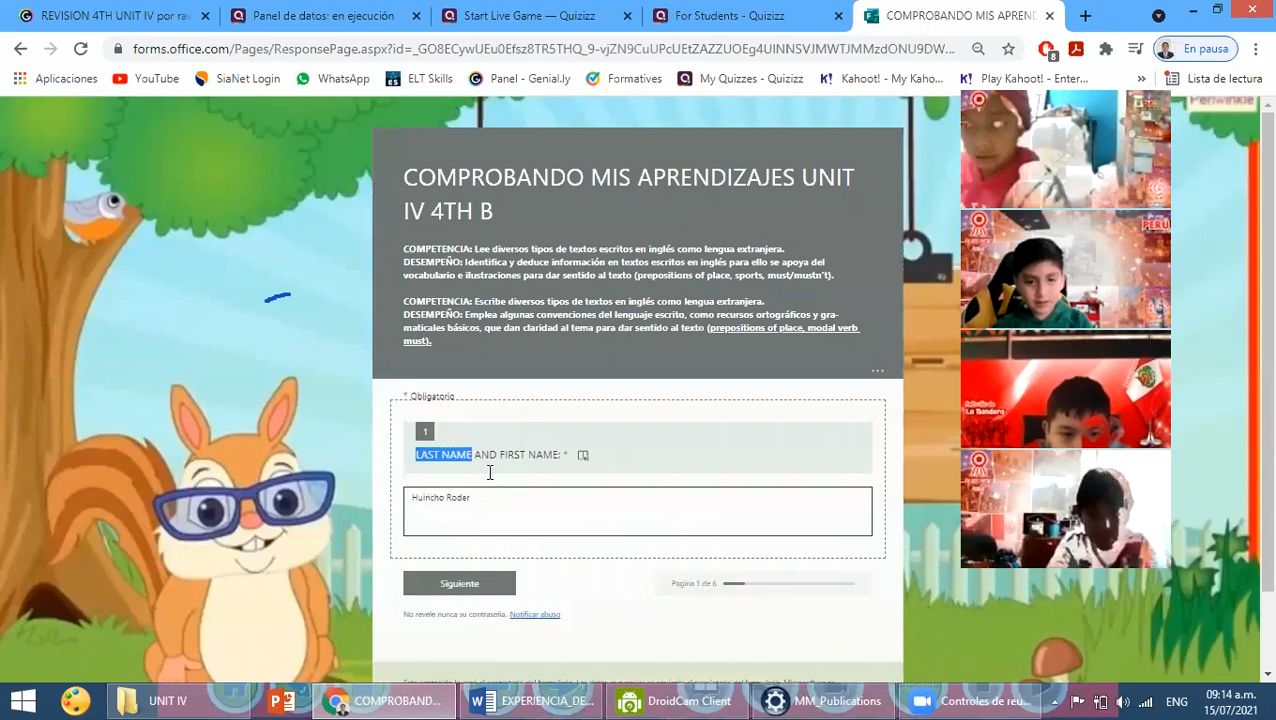 REVISION 4TH UNIT IV por rav
Panel de datos: en ejecución
Start Live Game — Quizizz
For Students - Quizizz
COMPROBANDO MIS APREND
forms.office.com/Pages/ResponsePage.aspx?id=_GO8ECywUEu0Efsz8TR5THQ_9-vjZN9CuUPcUEtZAZZUOEg4UlNNSVJMWTJMMzdONU9DW...
8
En pausa
Aplicaciones
YouTube
SiaNet Login
WhatsApp
ELT Skills
Panel - Genial.ly
Formatives
My Quizzes - Quizizz
Kahoot! - My Kaho...
Play Kahoot! - Enter...
»
Lista de lectura
Periwinkle
PERÚ
La Bandera
COMPROBANDO MIS APRENDIZAJES UNIT
IV 4TH B
COMPETENCIA: Lee diversos tipos de textos escritos en inglés como lengua extranjera.
DESEMPEÑO: Identifica y deduce información en textos escritos en inglés para ello se apoya del
vocabulario e ilustraciones para dar sentido al texto (prepositions of place, sports, must/mustn't).
COMPETENCIA: Escribe diversos tipos de textos en inglés como lengua extranjera.
DESEMPEÑO: Emplea algunas convenciones del lenguaje escrito, como recursos ortográficos y gra-
maticales básicos, que dan claridad al tema para dar sentido al texto (prepositions of place, modal verb
must).
...
* Obligatorio
1
LAST NAME AND FIRST NAME: *
Huincho Roder
Siguiente
Página 1 de 6
No revele nunca su contraseña. Notificar abuso
UNIT IV
COMPROBAND...
EXPERIENCIA_DE...
DroidCam Client
MM_Publications
Controles de reu...
ENG
09:14 a.m.
15/07/2021